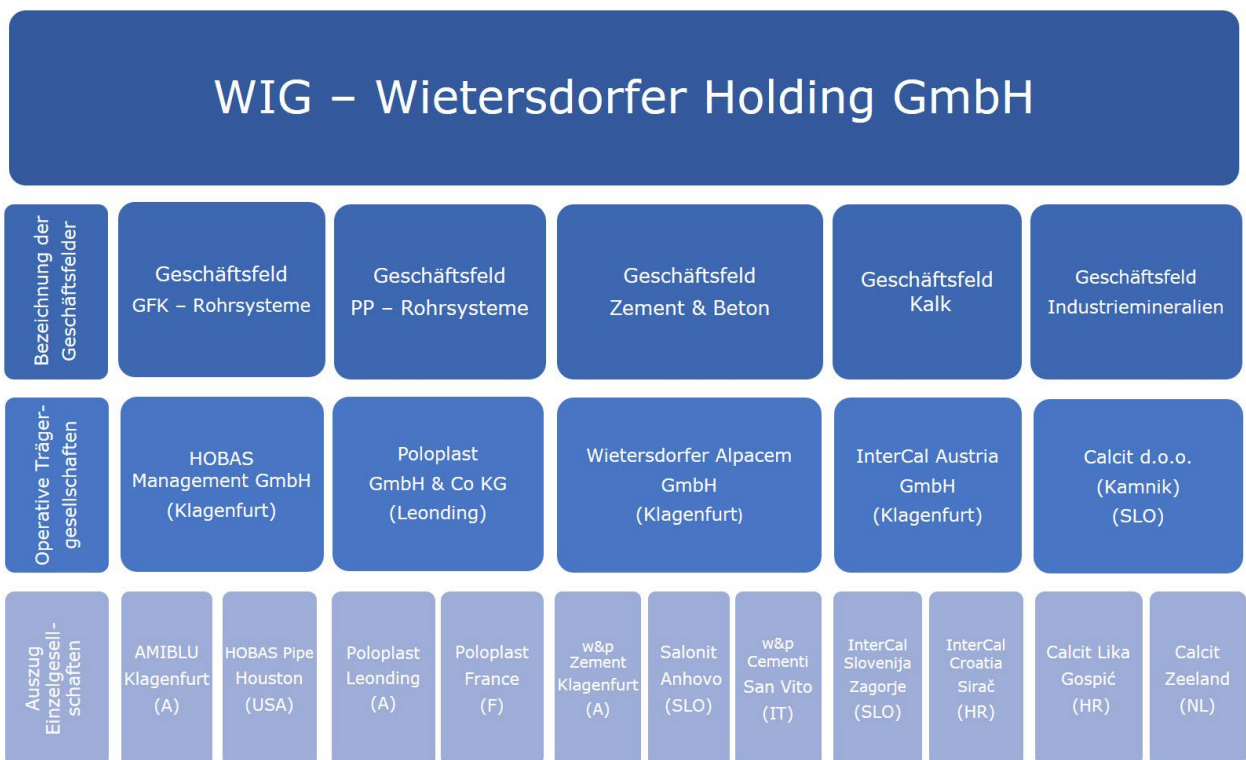 WIG – Wietersdorfer Holding GmbH
Bezeichnung der
Geschäftsfelder
Geschäftsfeld
GFK – Rohrsysteme
Geschäftsfeld
PP – Rohrsysteme
Geschäftsfeld
Zement & Beton
Geschäftsfeld
Kalk
Geschäftsfeld
Industriemineralien
Operative Träger-
gesellschaften
HOBAS
Management GmbH
(Klagenfurt)
Poloplast
GmbH & Co KG
(Leonding)
Wietersdorfer Alpacem
GmbH
(Klagenfurt)
InterCal Austria
GmbH
(Klagenfurt)
Calcit d.o.o.
(Kamnik)
(SLO)
Auszug
Einzelgesell-
schaften
AMIBLU
Klagenfurt
(A)
HOBAS Pipe
Houston
(USA)
Poloplast
Leonding
(A)
Poloplast
France
(F)
w&p
Zement
Klagenfurt
(A)
Salonit
Anhovo
(SLO)
w&p
Cementi
San Vito
(IT)
InterCal
Slovenija
Zagorje
(SLO)
InterCal
Croatia
Sirač
(HR)
Calcit Lika
Gospić
(HR)
Calcit
Zeeland
(NL)